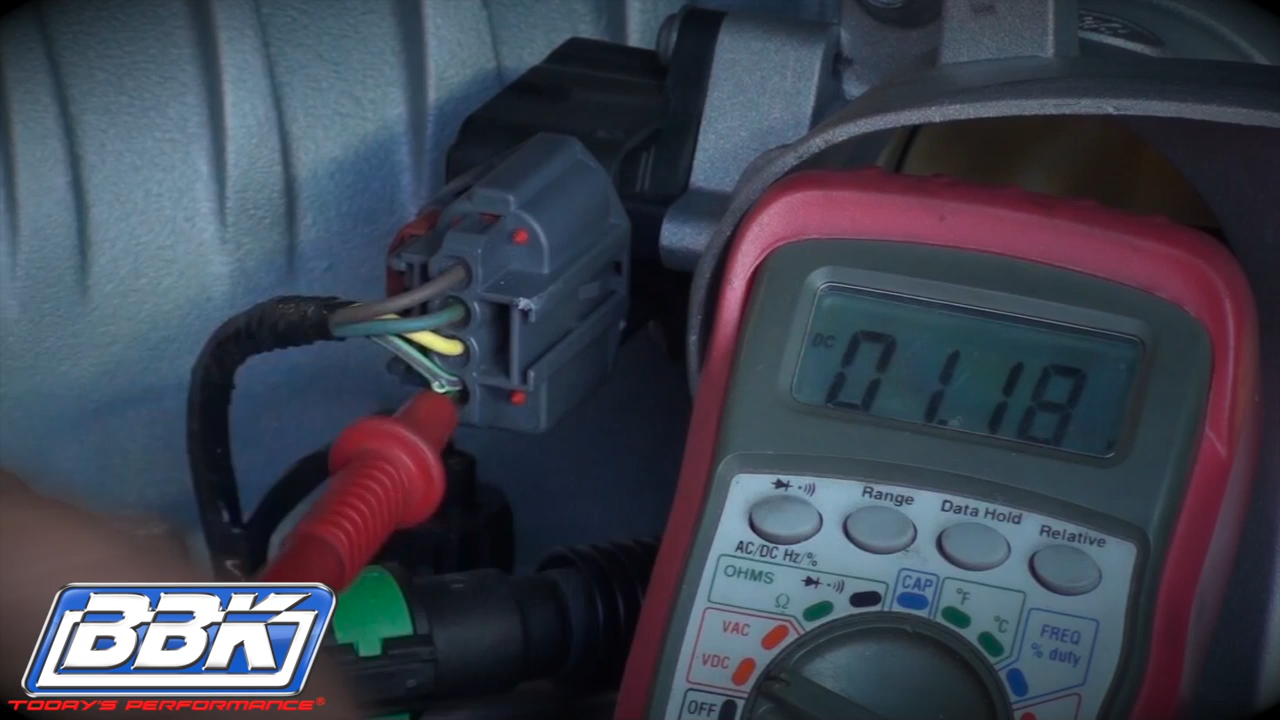 DC
01.18
Range
Data Hold
Relative
AC/DC Hz/%
OHMS
Ω
CAP
°F
°C
VAC
VDC
FREQ
% duty
OFF
BBK
TODAY'S PERFORMANCE®